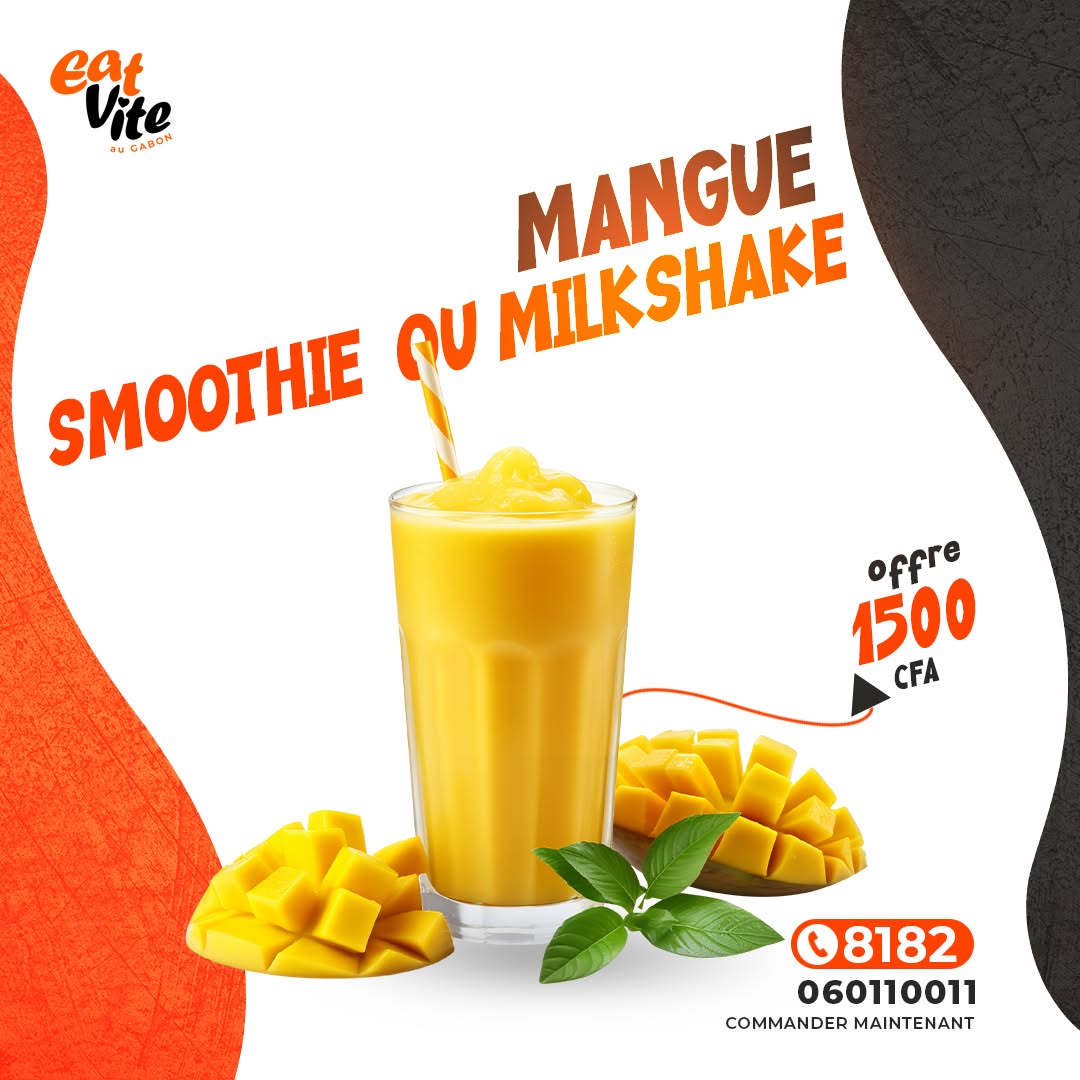 Eat
Vite
au GABON
MANGUE
SMOOTHIE OU MILKSHAKE
offre
1500
CFA
8182
060110011
COMMANDER MAINTENANT